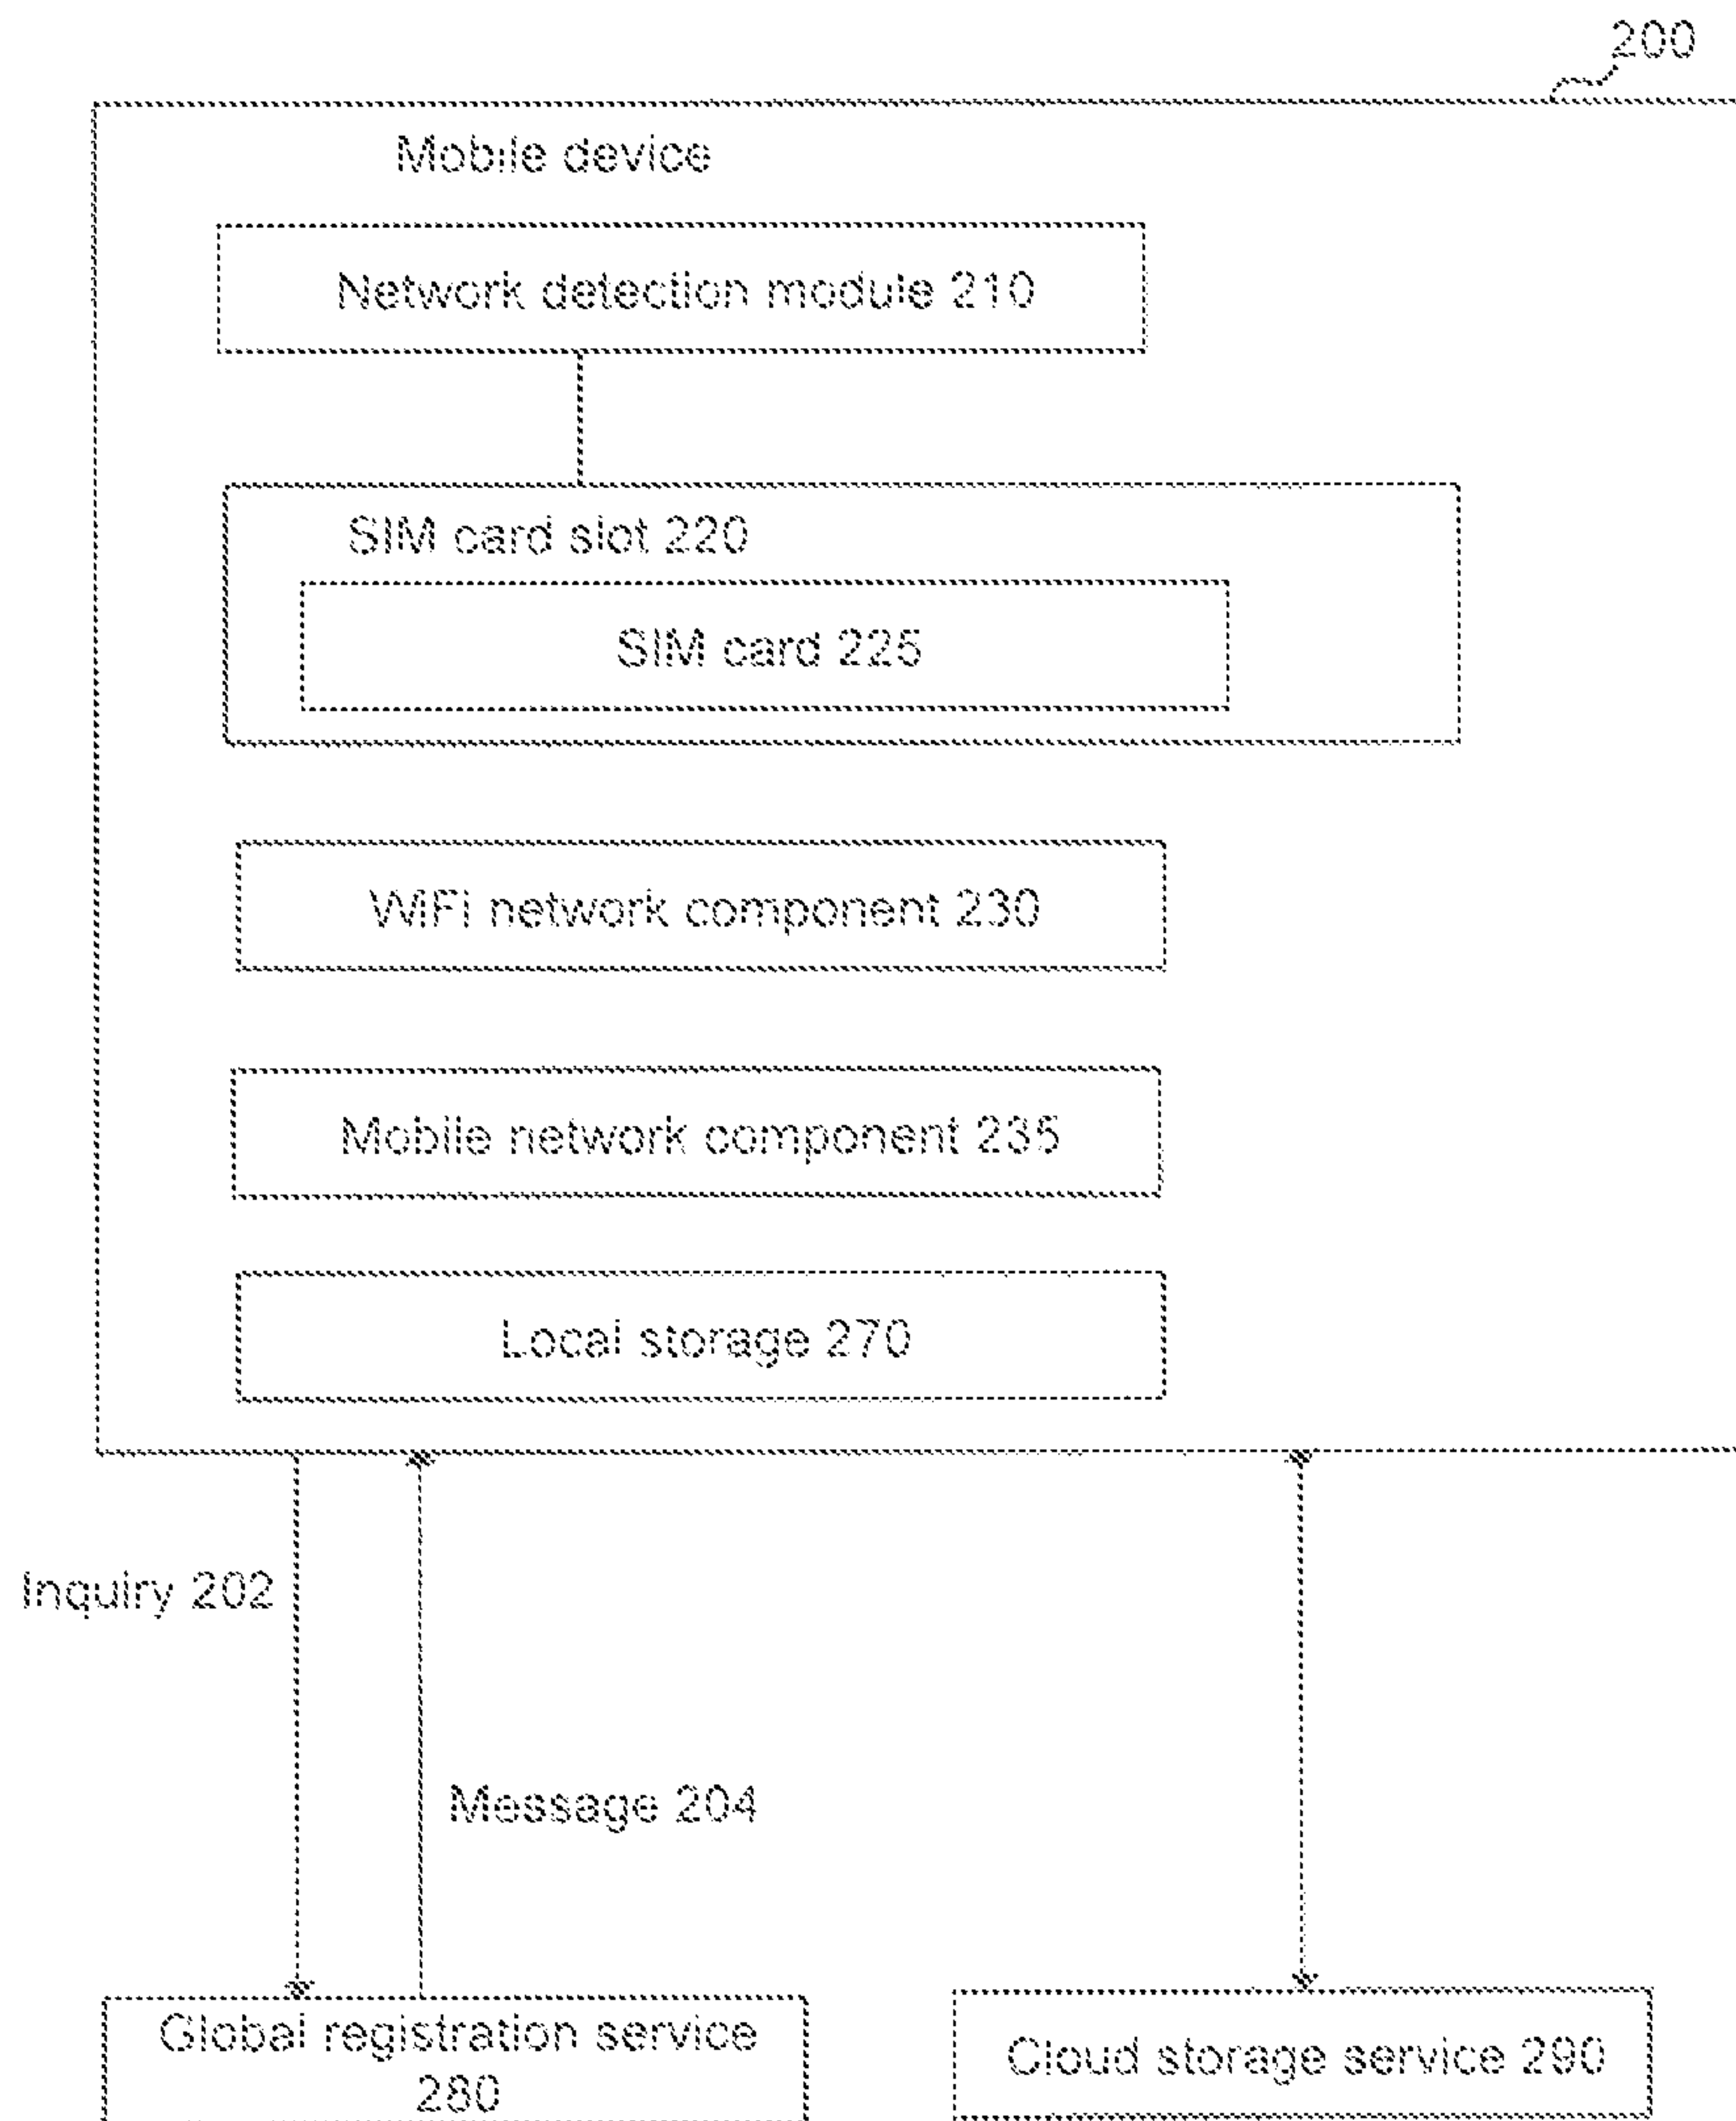 200
Mobile device
Network detection module 210
SIM card slot 220
SIM card 225
WiFi network component 230
Mobile network component 235
Local storage 270
Inquiry 202
Message 204
Global registration service
280
Cloud storage service 290